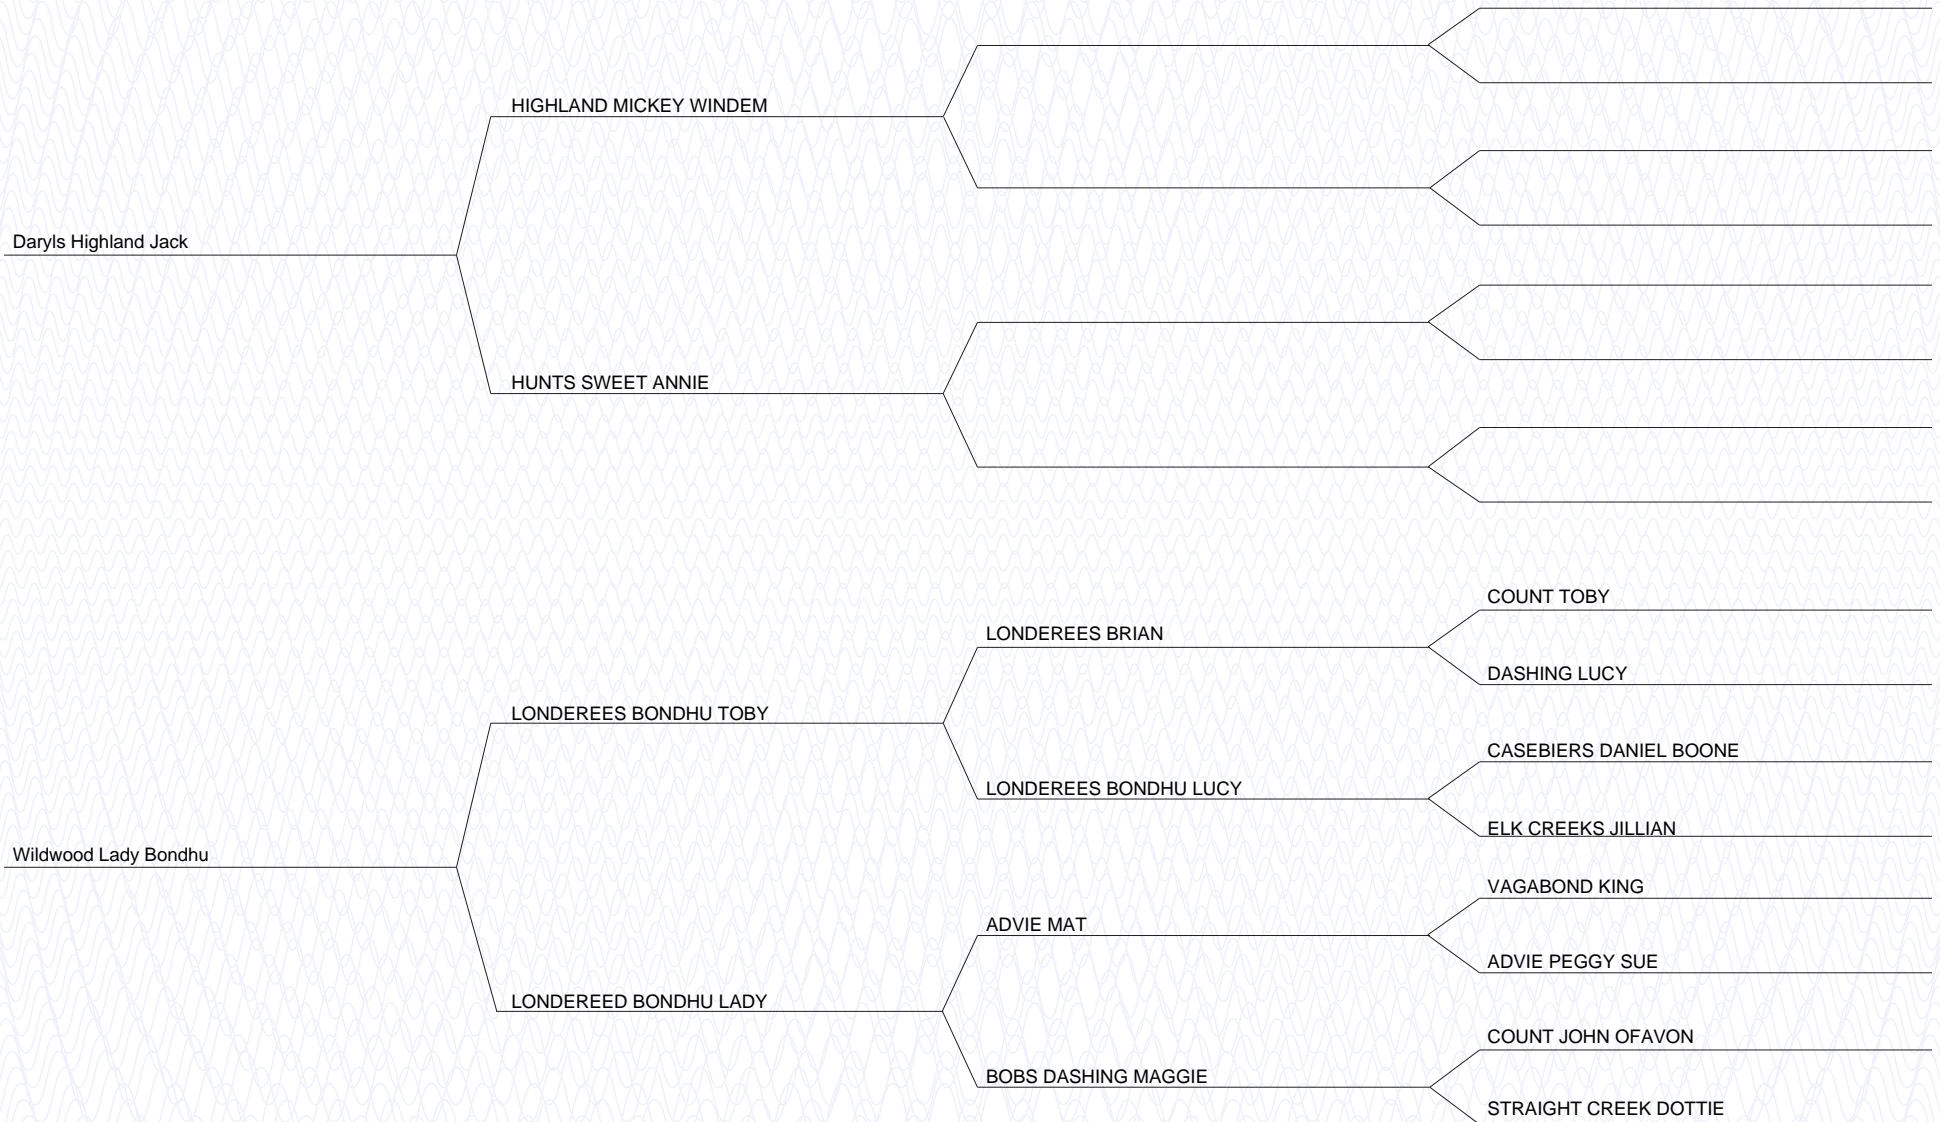 HIGHLAND MICKEY WINDEM
Daryls Highland Jack
HUNTS SWEET ANNIE
COUNT TOBY
LONDEREES BRIAN
DASHING LUCY
LONDEREES BONDHU TOBY
CASEBIERS DANIEL BOONE
LONDEREES BONDHU LUCY
ELK CREEKS JILLIAN
Wildwood Lady Bondhu
VAGABOND KING
ADVIE MAT
ADVIE PEGGY SUE
LONDEREED BONDHU LADY
COUNT JOHN OFAVON
BOBS DASHING MAGGIE
STRAIGHT CREEK DOTTIE